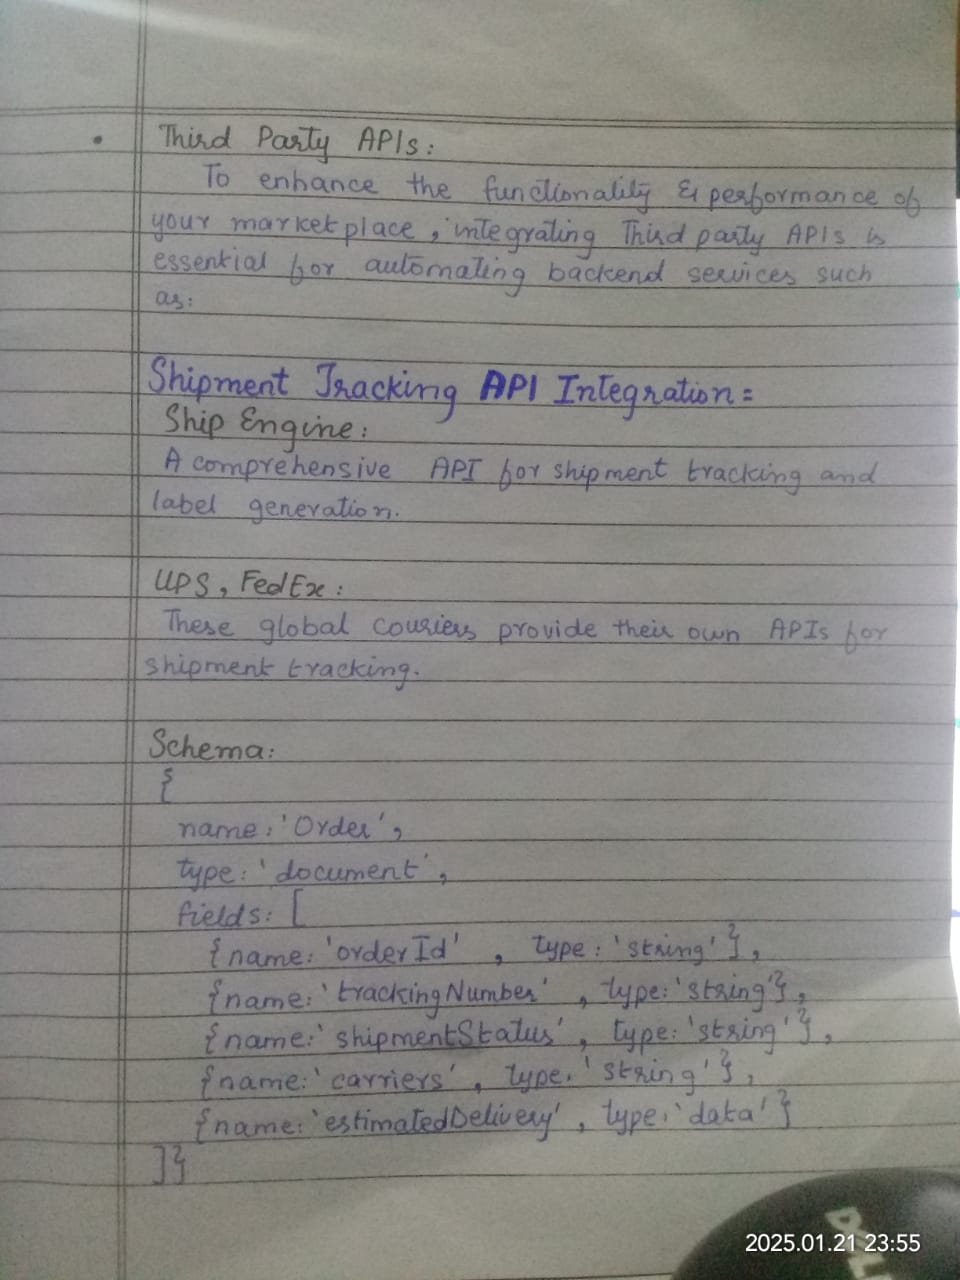 • Third Party APIs:
To enhance the functionality & performance of
your marketplace, integrating Third party APIs is
essential for automating backend services such
as:
Shipment Tracking API Integration:
Ship Engine:
A comprehensive API for shipment tracking and
label generation.
UPS, FedEx:
These global couriers provide their own APIs for
shipment tracking.
Schema:
{
name: 'Order',
type: 'document',
fields: [
{name: 'orderId', type: 'string'},
{name: 'trackingNumber', type: 'string'},
{name: 'shipmentStatus', type: 'string'},
{name: 'carriers', type: 'string'},
{name: 'estimatedDelivery', type: 'data'}
]}
DELL
2025.01.21 23:55